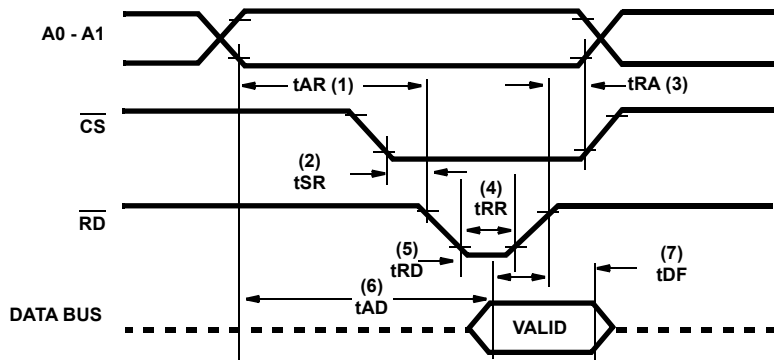 A0 - A1
tAR (1)
tRA (3)
CS
(2)
tSR
(4)
tRR
RD
(5)
tRD
(7)
tDF
(6)
tAD
DATA BUS
VALID